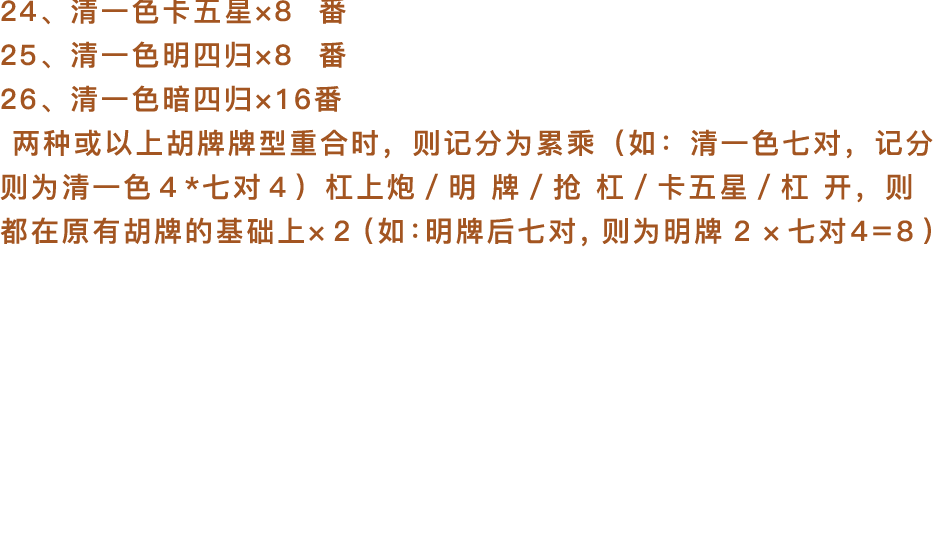 24、清一色卡五星×8 番
25、清一色明四归×8 番
26、清一色暗四归×16番
两种或以上胡牌牌型重合时，则记分为累乘（如：清一色七对，记分
则为清一色４*七对４）杠上炮／明 牌／抢 杠／卡五星／杠 开，则
都在原有胡牌的基础上×２（如:明牌后七对, 则为明牌 2 ×七对4=8 ）